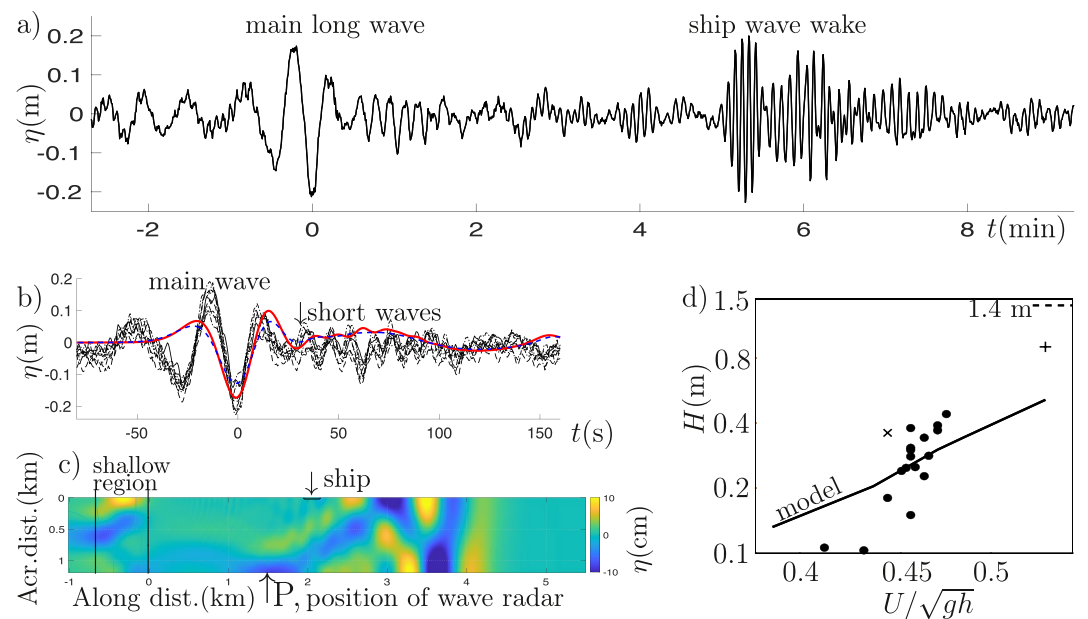 a)
main long wave
ship wave wake
η(m)
0.2
0.1
0
-0.1
-0.2
-2 0 2 4 6 8 t(min)
b)
main wave
short waves
η(m)
0.2
0.1
0
-0.1
-0.2
-50 0 50 100 150 t(s)
c)
shallow
region
ship
Acr.dist.(km)
0
0.5
1
-1 0 1 2 3 4 5
10
5
0
-5
-10
η(cm)
Along dist.(km) P, position of wave radar
d)
H(m)
1.5
0.8
0.4
0.2
0.1
1.4 m
model
0.4 0.45 0.5
U/√gh